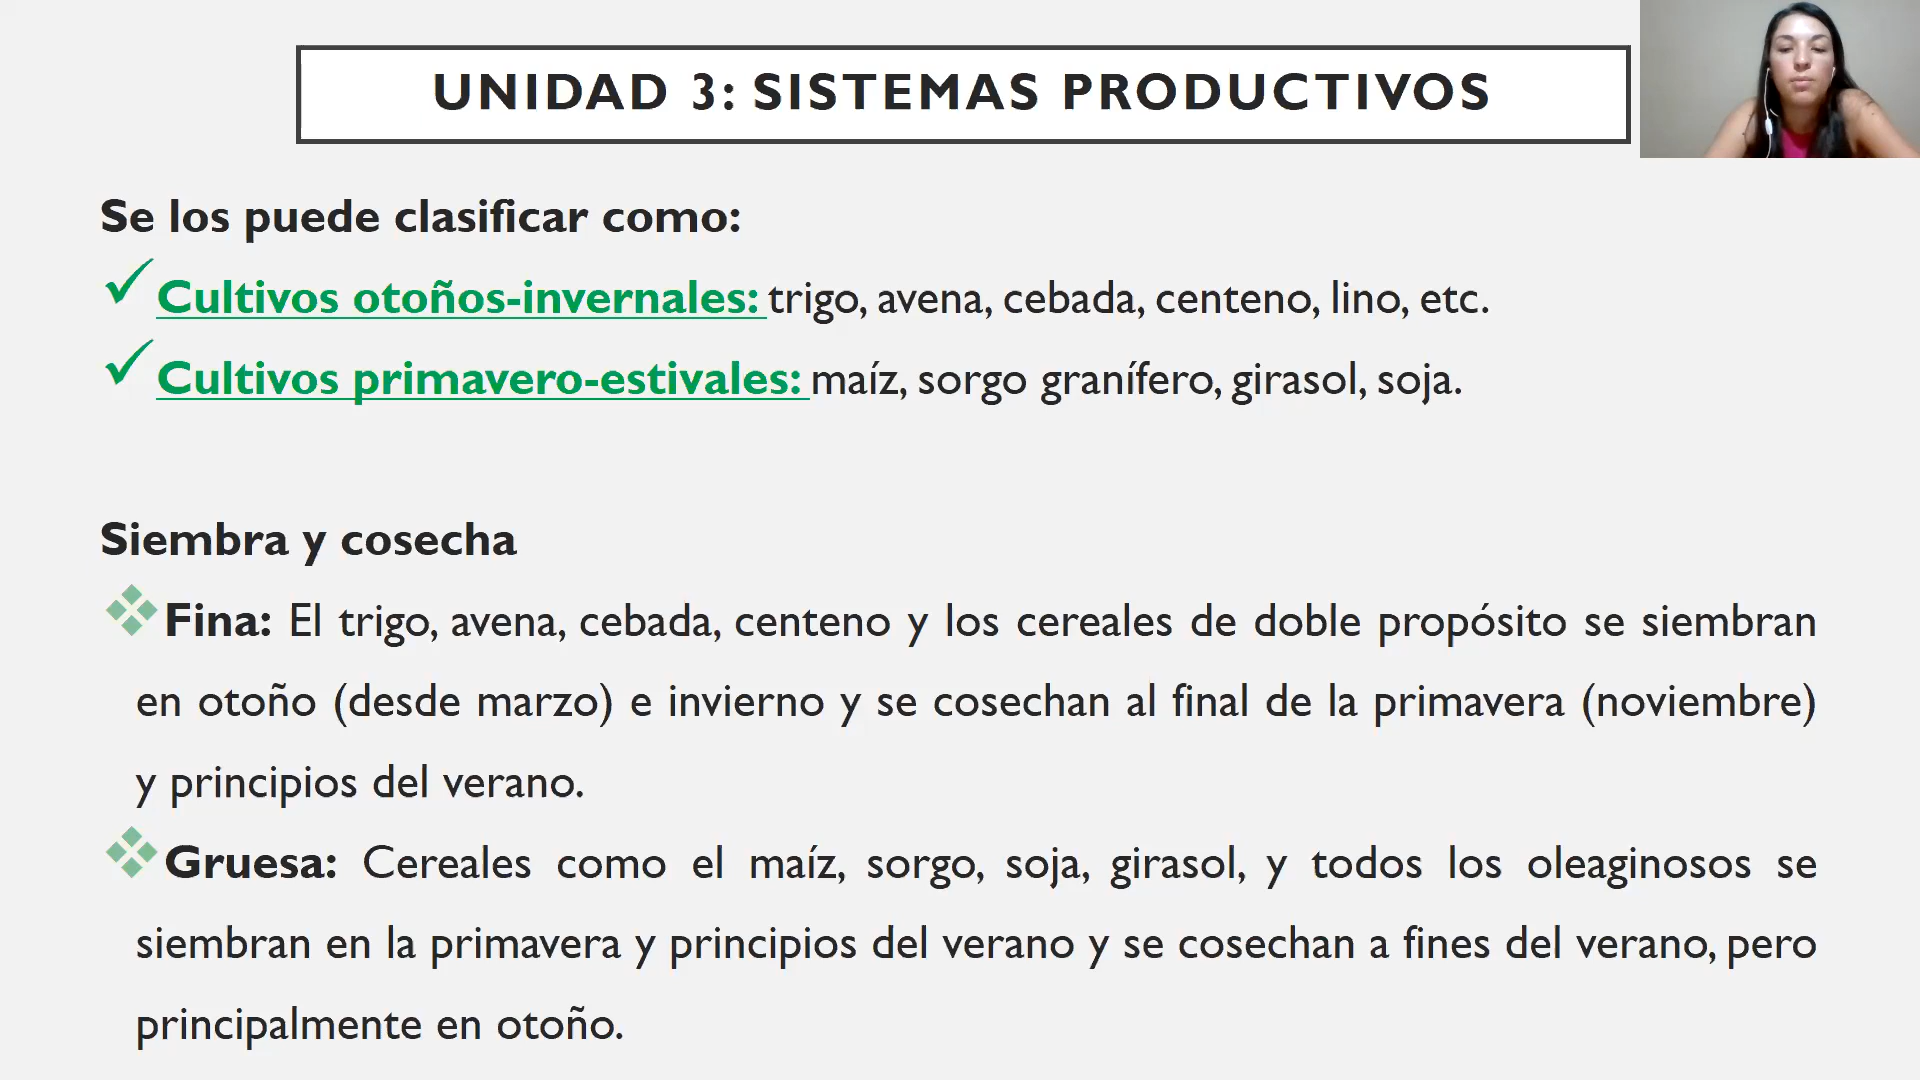 UNIDAD 3: SISTEMAS PRODUCTIVOS
Se los puede clasificar como:
Cultivos otoños-invernales: trigo, avena, cebada, centeno, lino, etc.
Cultivos primavero-estivales: maíz, sorgo granífero, girasol, soja.
Siembra y cosecha
Fina: El trigo, avena, cebada, centeno y los cereales de doble propósito se siembran
en otoño (desde marzo) e invierno y se cosechan al final de la primavera (noviembre)
y principios del verano.
Gruesa: Cereales como el maíz, sorgo, soja, girasol, y todos los oleaginosos se
siembran en la primavera y principios del verano y se cosechan a fines del verano, pero
principalmente en otoño.